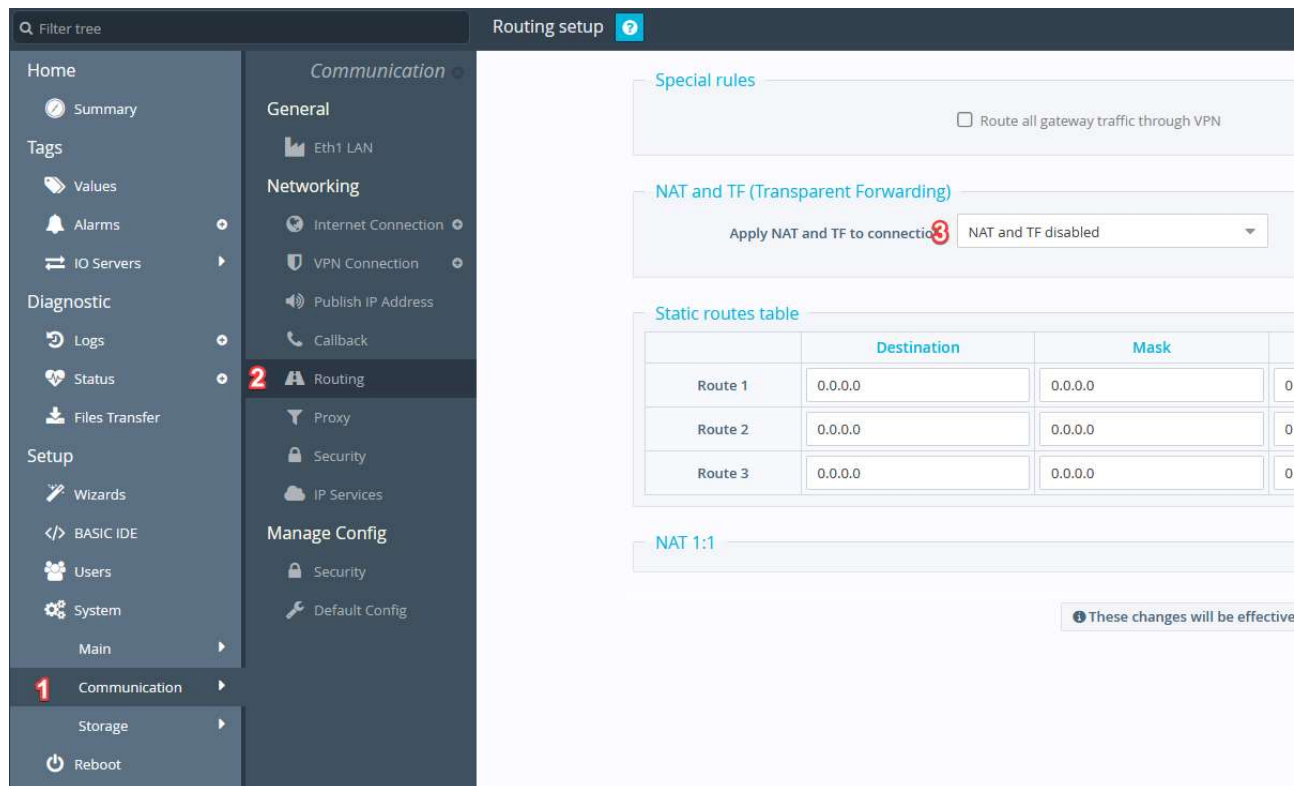 Filter tree
Routing setup ?
Home
Summary
Tags
Values
Alarms
IO Servers
Diagnostic
Logs
Status
Files Transfer
Setup
Wizards
</> BASIC IDE
Users
System
Main
1 Communication
Storage
Reboot
Communication
General
Eth1 LAN
Networking
Internet Connection
VPN Connection
Publish IP Address
Callback
2 Routing
Proxy
Security
IP Services
Manage Config
Security
Default Config
Special rules
Route all gateway traffic through VPN
NAT and TF (Transparent Forwarding)
Apply NAT and TF to connectio 3 NAT and TF disabled
Static routes table
Destination Mask
Route 1 0.0.0.0 0.0.0.0 0
Route 2 0.0.0.0 0.0.0.0 0
Route 3 0.0.0.0 0.0.0.0 0
NAT 1:1
These changes will be effective